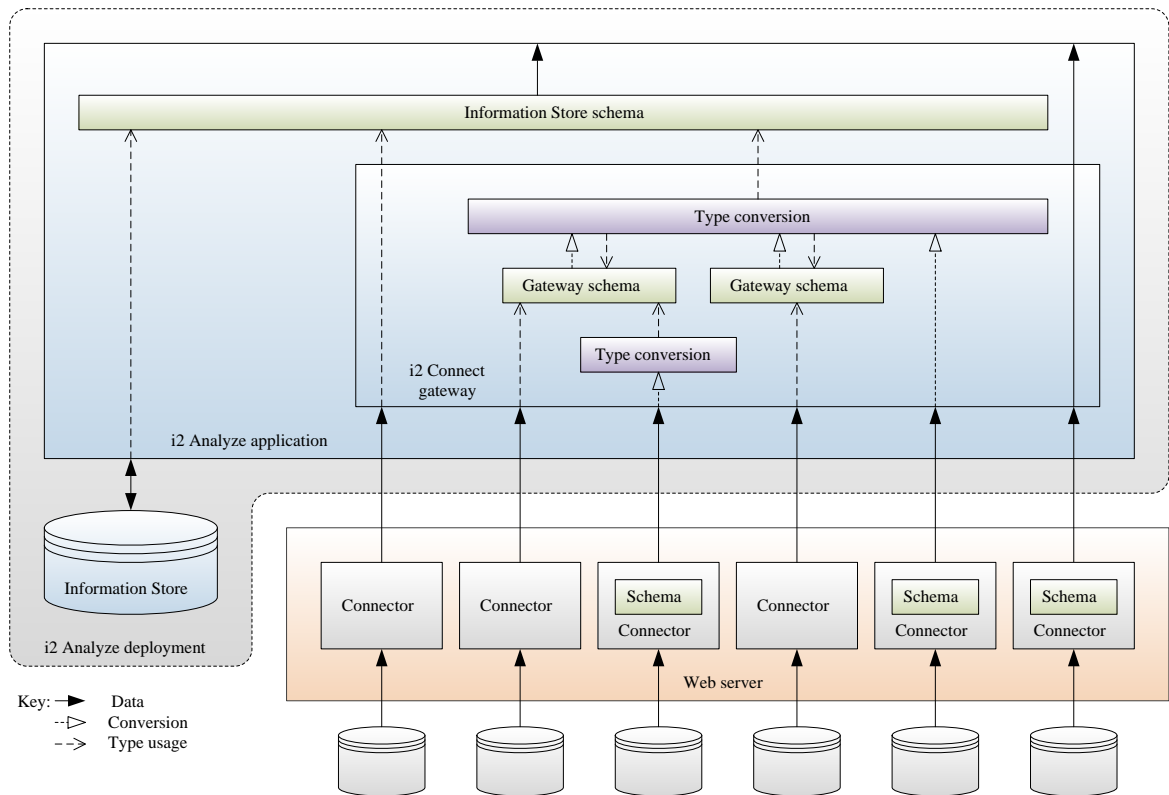 Information Store schema
Type conversion
Gateway schema
Gateway schema
Type conversion
i2 Connect
gateway
i2 Analyze application
Information Store
i2 Analyze deployment
Connector
Connector
Schema
Connector
Connector
Schema
Connector
Schema
Connector
Web server
Key:
Data
Conversion
Type usage